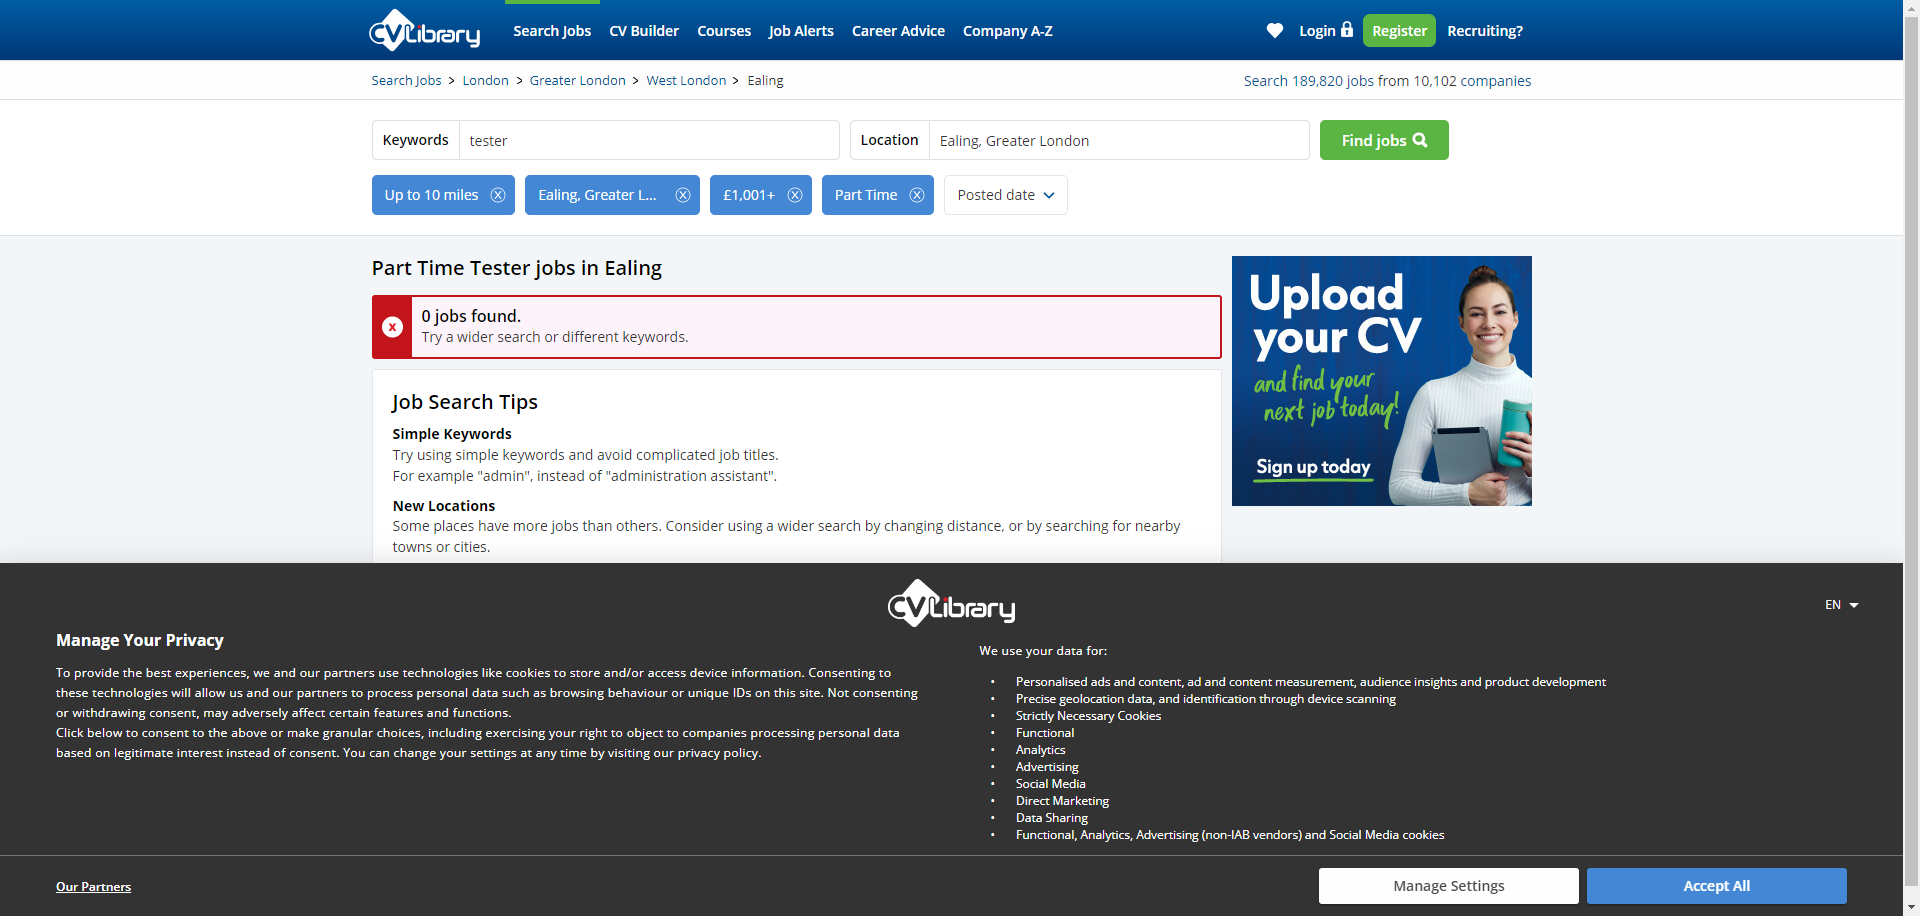 CVLibrary
Search Jobs
CV Builder
Courses
Job Alerts
Career Advice
Company A-Z
Login
Register
Recruiting?
Search Jobs > London > Greater London > West London > Ealing
Search 189,820 jobs from 10,102 companies
Keywords
tester
Location
Ealing, Greater London
Find jobs
Up to 10 miles
Ealing, Greater L...
£1,001+
Part Time
Posted date
Part Time Tester jobs in Ealing
x
0 jobs found.
Try a wider search or different keywords.
Upload
your CV
and find your
next job today!
Sign up today
Job Search Tips
Simple Keywords
Try using simple keywords and avoid complicated job titles.
For example "admin", instead of "administration assistant".
New Locations
Some places have more jobs than others. Consider using a wider search by changing distance, or by searching for nearby
towns or cities.
CVLibrary
EN
Manage Your Privacy
To provide the best experiences, we and our partners use technologies like cookies to store and/or access device information. Consenting to
these technologies will allow us and our partners to process personal data such as browsing behaviour or unique IDs on this site. Not consenting
or withdrawing consent, may adversely affect certain features and functions.
Click below to consent to the above or make granular choices, including exercising your right to object to companies processing personal data
based on legitimate interest instead of consent. You can change your settings at any time by visiting our privacy policy.
We use your data for:
• Personalised ads and content, ad and content measurement, audience insights and product development
• Precise geolocation data, and identification through device scanning
• Strictly Necessary Cookies
• Functional
• Analytics
• Advertising
• Social Media
• Direct Marketing
• Data Sharing
• Functional, Analytics, Advertising (non-IAB vendors) and Social Media cookies
Our Partners
Manage Settings
Accept All